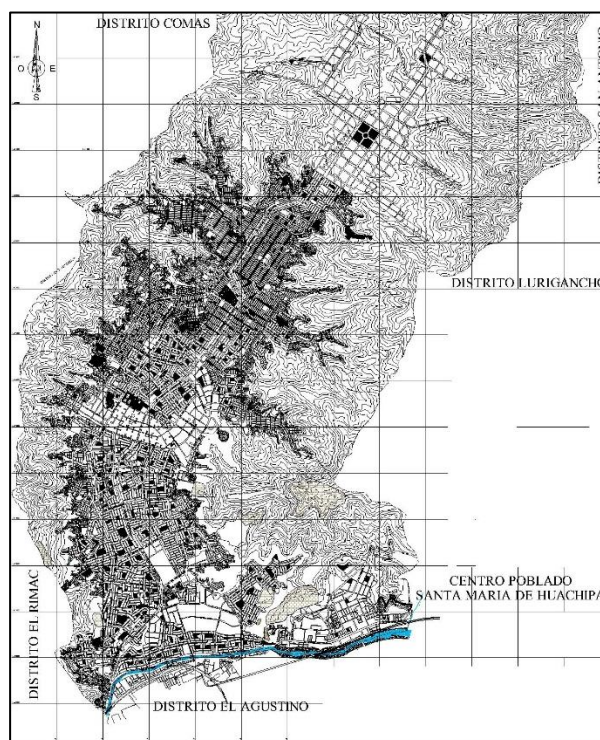 DISTRITO COMAS
N
O E
S
DISTRITO LURIGANCHO
DISTRITO EL RIMAC
CENTRO POBLADO
SANTA MARIA DE HUACHIPA
DISTRITO EL AGUSTINO